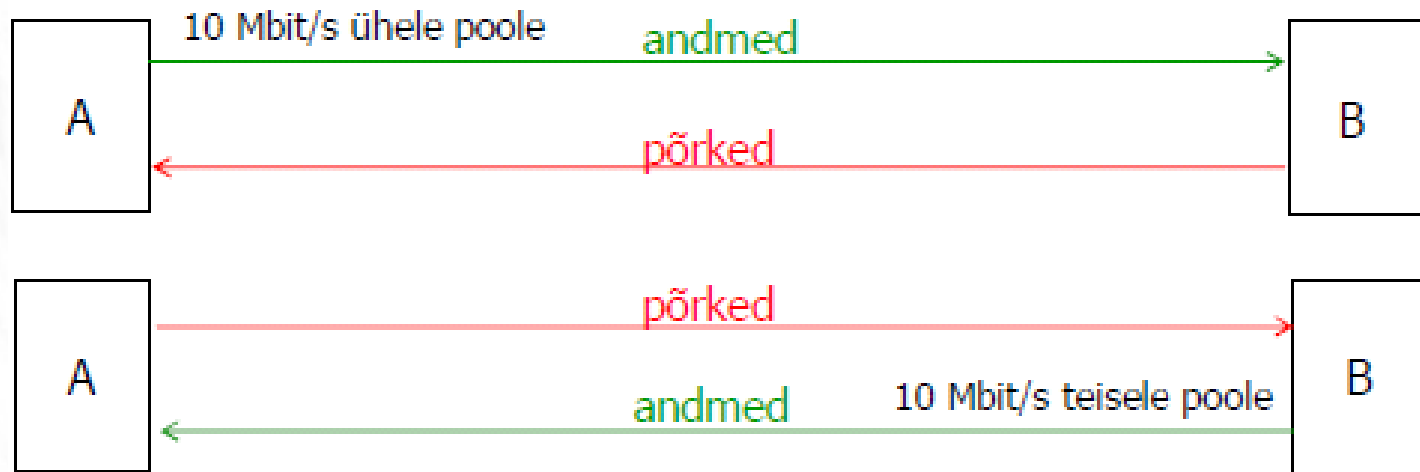 10 Mbit/s ühele poole
andmed
A
B
põrked
põrked
A
B
andmed
10 Mbit/s teisele poole